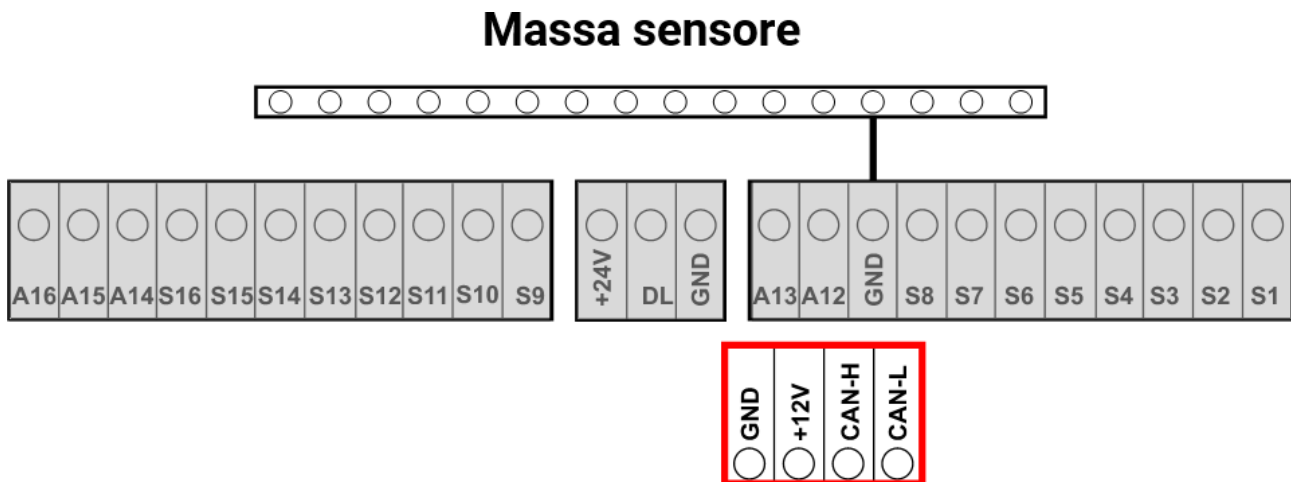 Massa sensore
A16 A15 A14 S16 S15 S14 S13 S12 S11 S10 S9 +24V DL GND A13 A12 GND S8 S7 S6 S5 S4 S3 S2 S1
GND +12V CAN-H CAN-L